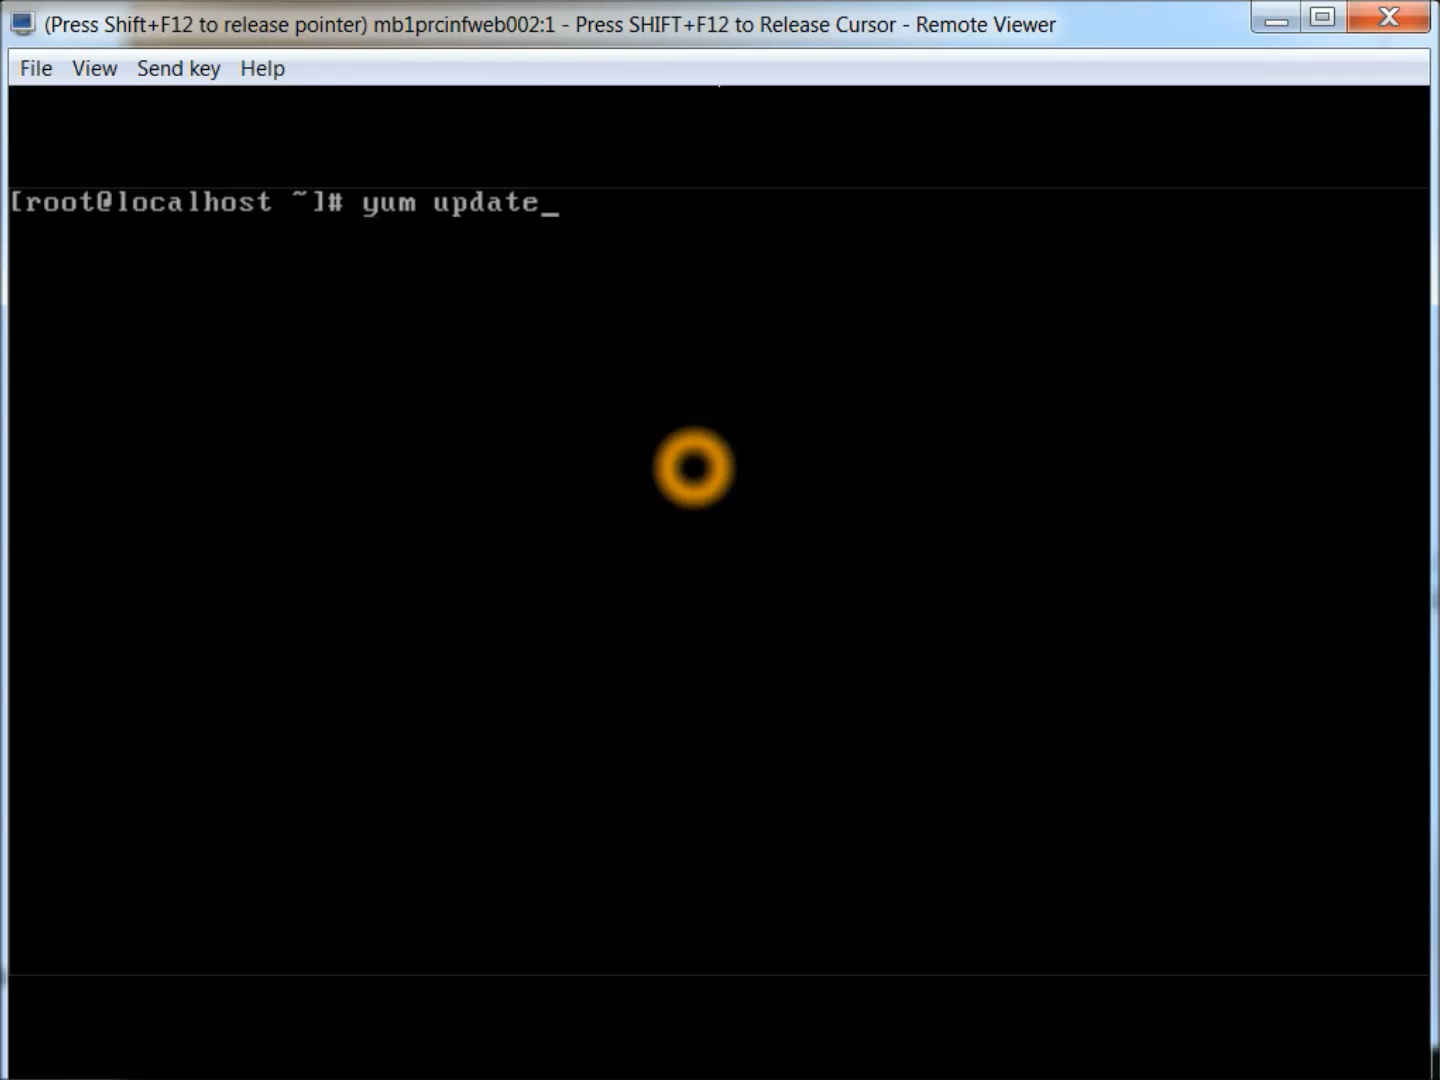 (Press Shift+F12 to release pointer) mb1prcinfweb002:1 - Press SHIFT+F12 to Release Cursor - Remote Viewer
File View Send key Help
[root@localhost ~]# yum update_